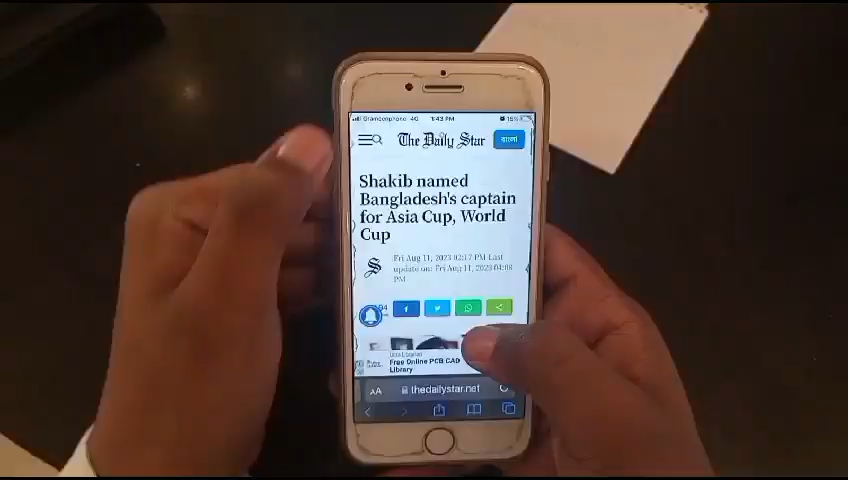 Grameenphone 4G 1:43 PM 15%
The Daily Star বাংলা
Shakib named
Bangladesh's captain
for Asia Cup, World
Cup
Fri Aug 11, 2023 02:17 PM Last
update on: Fri Aug 11, 2023 04:08
PM
Free Online PCB CAD
Library
AA thedailystar.net